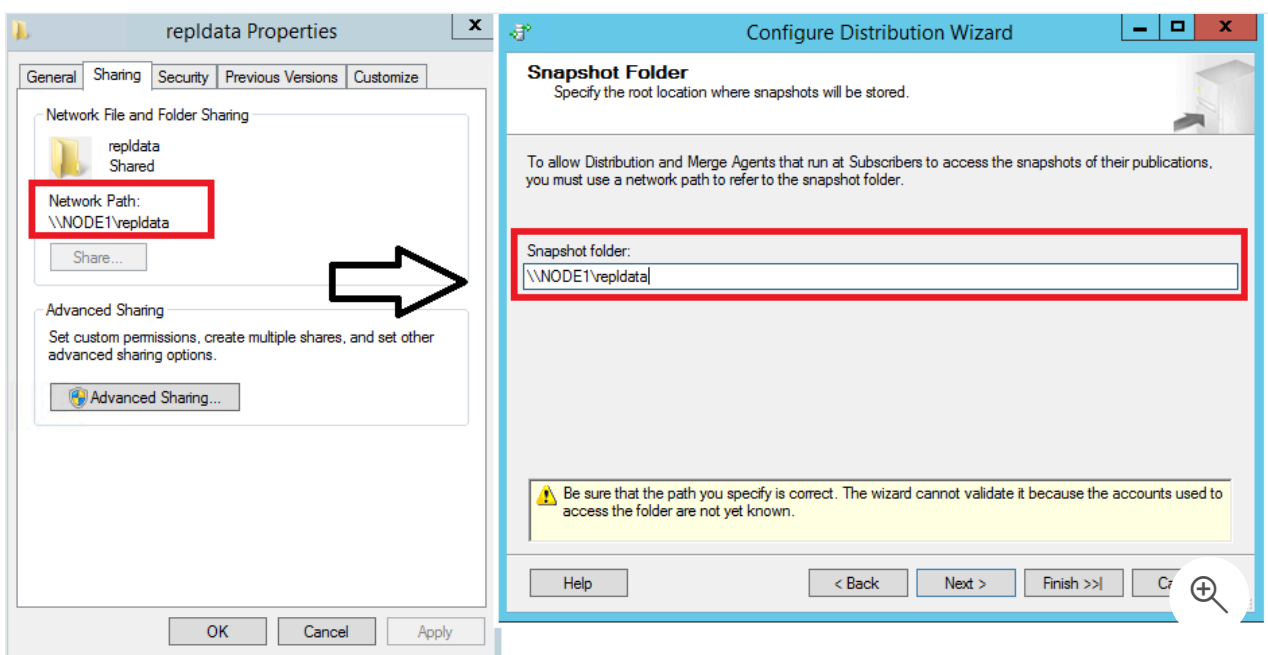 repldata Properties
x
General
Sharing
Security
Previous Versions
Customize
Network File and Folder Sharing
repldata
Shared
Network Path:
\\NODE1\repldata
Share...
Advanced Sharing
Set custom permissions, create multiple shares, and set other
advanced sharing options.
Advanced Sharing...
OK
Cancel
Apply
Configure Distribution Wizard
x
Snapshot Folder
Specify the root location where snapshots will be stored.
To allow Distribution and Merge Agents that run at Subscribers to access the snapshots of their publications,
you must use a network path to refer to the snapshot folder.
Snapshot folder:
\\NODE1\repldata
Be sure that the path you specify is correct. The wizard cannot validate it because the accounts used to
access the folder are not yet known.
Help
< Back
Next >
Finish >>|